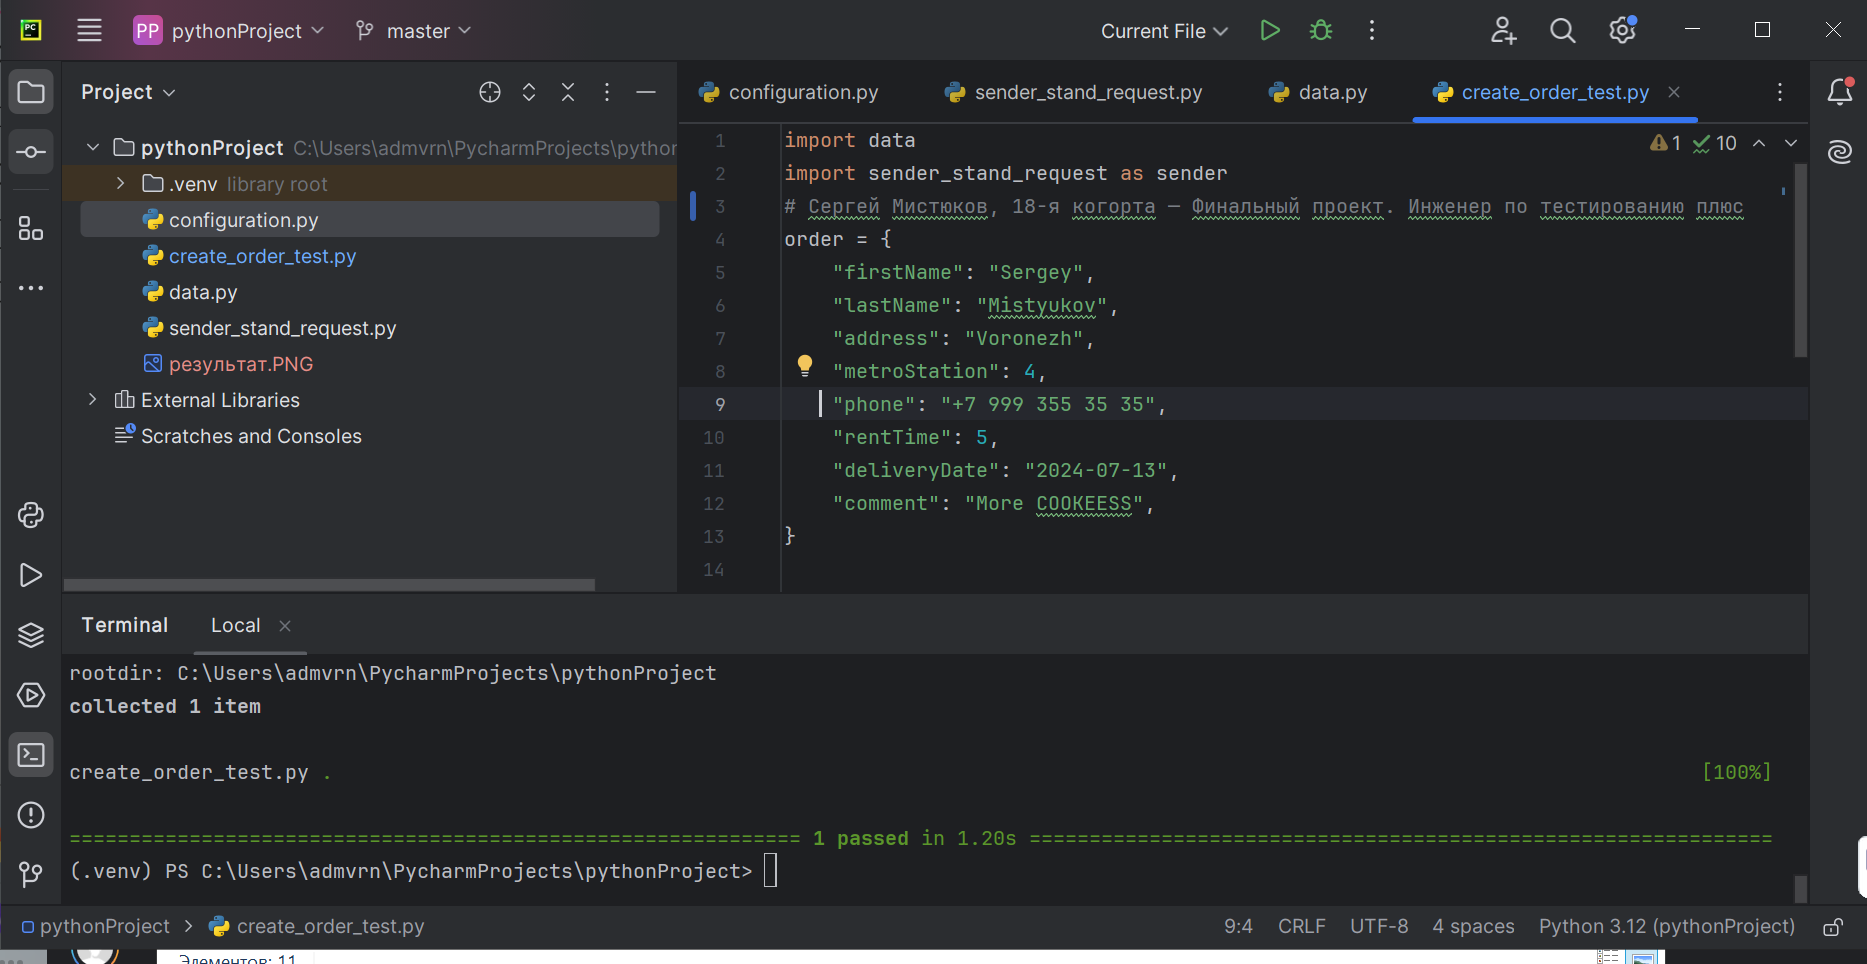 PC
PP pythonProject master Current File
Project
configuration.py sender_stand_request.py data.py create_order_test.py
pythonProject C:\Users\admvrn\PycharmProjects\python
.venv library root
configuration.py
create_order_test.py
data.py
sender_stand_request.py
результат.PNG
External Libraries
Scratches and Consoles
1 10
1 import data
2 import sender_stand_request as sender
3 # Сергей Мистюков, 18-я когорта — Финальный проект. Инженер по тестированию плюс
4 order = {
5 "firstName": "Sergey",
6 "lastName": "Mistyukov",
7 "address": "Voronezh",
8 "metroStation": 4,
9 "phone": "+7 999 355 35 35",
10 "rentTime": 5,
11 "deliveryDate": "2024-07-13",
12 "comment": "More COOKEESS",
13 }
14
Terminal Local
rootdir: C:\Users\admvrn\PycharmProjects\pythonProject
collected 1 item
create_order_test.py . [100%]
============================================================= 1 passed in 1.20s ==============================================================
(.venv) PS C:\Users\admvrn\PycharmProjects\pythonProject>
pythonProject > create_order_test.py 9:4 CRLF UTF-8 4 spaces Python 3.12 (pythonProject)
Элементов: 11